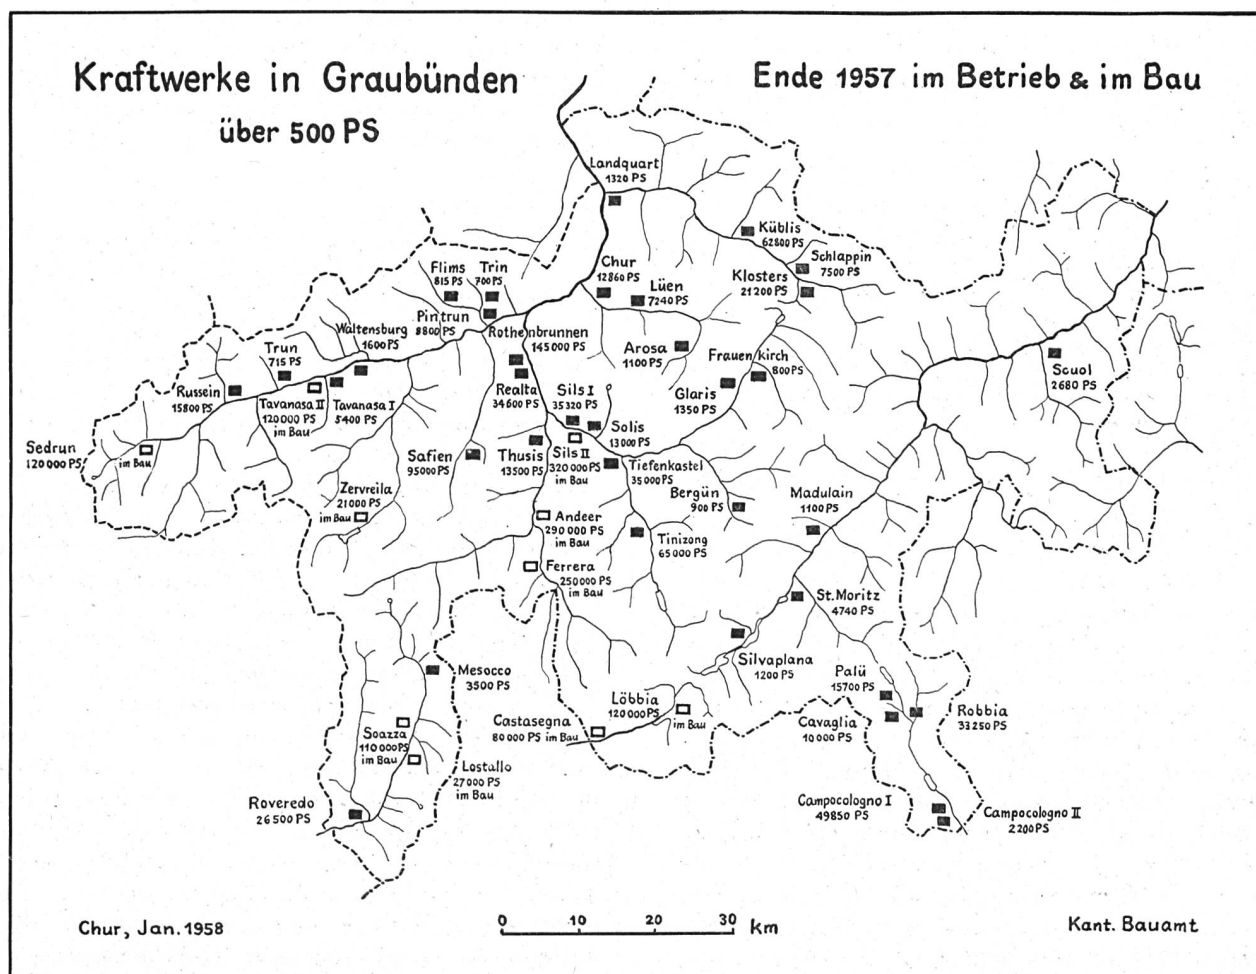 Kraftwerke in Graubünden
über 500 PS
Ende 1957 im Betrieb & im Bau
Landquart
1320 PS
Küblis
62800 PS
Schlappin
7500 PS
Klosters
21200 PS
Chur
12860 PS
Lüen
7240 PS
Flims
815 PS
Trin
700 PS
Pintrun
8800 PS
Waltensburg
1600 PS
Rothenbrunnen
145000 PS
Arosa
1100 PS
Frauenkirch
800 PS
Trun
715 PS
Glaris
1350 PS
Scuol
2680 PS
Russein
15800 PS
Tavanasa II
120000 PS
im Bau
Tavanasa I
5400 PS
Realta
34600 PS
Sils I
35320 PS
Solis
13000 PS
Sedrun
120000 PS
im Bau
Safien
95000 PS
Thusis
13500 PS
Sils II
320000 PS
im Bau
Tiefenkastel
35000 PS
Zervreila
21000 PS
im Bau
Bergün
900 PS
Madulain
1100 PS
Andeer
290000 PS
im Bau
Tinizong
65000 PS
Ferrera
250000 PS
im Bau
St. Moritz
4740 PS
Mesocco
3500 PS
Silvaplana
1200 PS
Palü
15700 PS
Löbbia
120000 PS
im Bau
Castasegna
80000 PS im Bau
Cavaglia
10000 PS
Robbia
33250 PS
Soazza
110000 PS
im Bau
Lostallo
27000 PS
im Bau
Roveredo
26500 PS
Campocologno I
49850 PS
Campocologno II
2200 PS
Chur, Jan. 1958
0 10 20 30 km
Kant. Bauamt